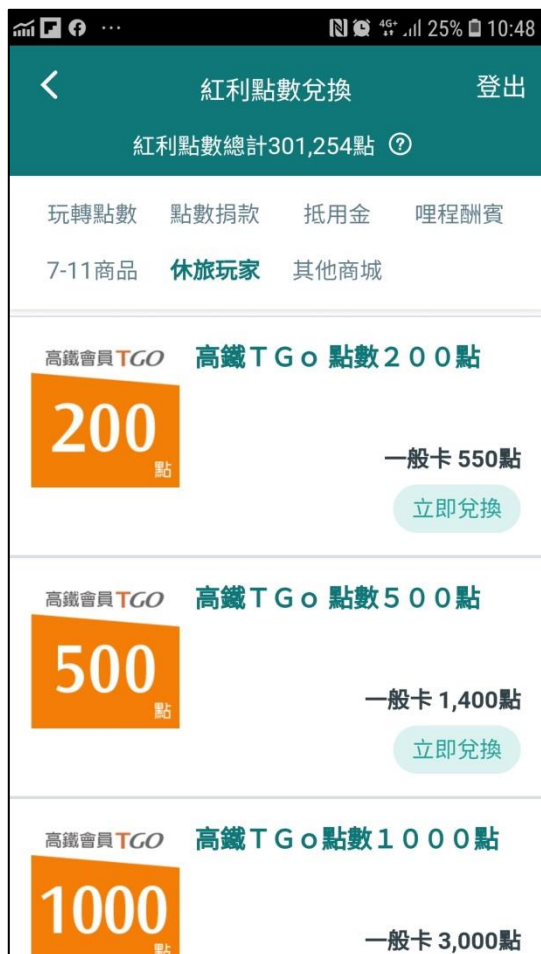 4G+ 25% 10:48
紅利點數兌換 登出
紅利點數總計301,254點 ?
玩轉點數 點數捐款 抵用金 哩程酬賓
7-11商品 休旅玩家 其他商城
高鐵會員TGO 高鐵ＴＧｏ點數２００點
200
點
一般卡 550點
立即兌換
高鐵會員TGO 高鐵ＴＧｏ點數５００點
500
點
一般卡 1,400點
立即兌換
高鐵會員TGO 高鐵ＴＧｏ點數１０００點
1000
點
一般卡 3,000點